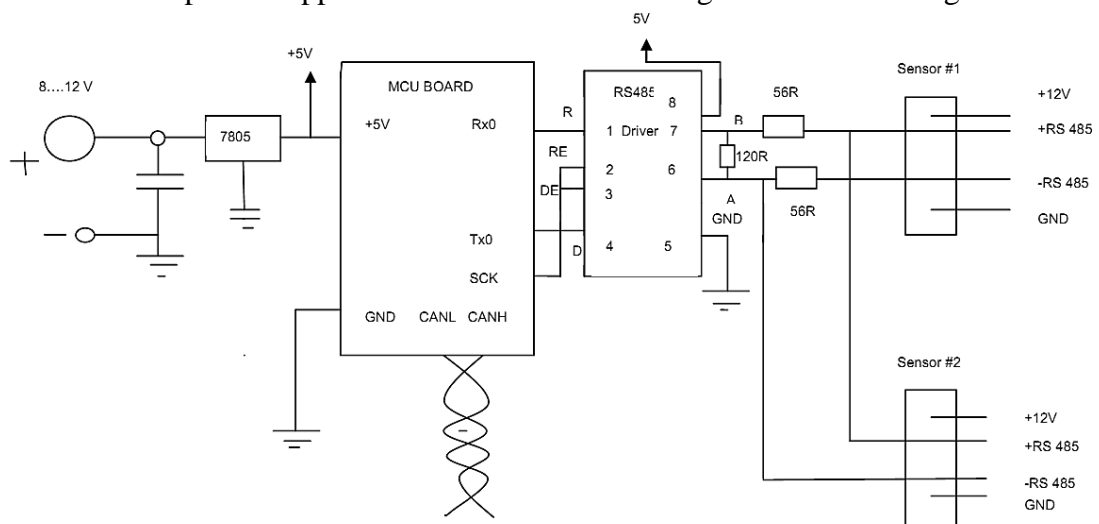 5V
+5V
8....12 V
Sensor #1
MCU BOARD
RS485
8
56R
+12V
+5V
Rx0
R
1
Driver
7
B
+RS 485
7805
RE
2
6
120R
DE
3
A
-RS 485
56R
GND
GND
Tx0
D
4
5
SCK
GND
CANL
CANH
Sensor #2
+12V
+RS 485
-RS 485
GND